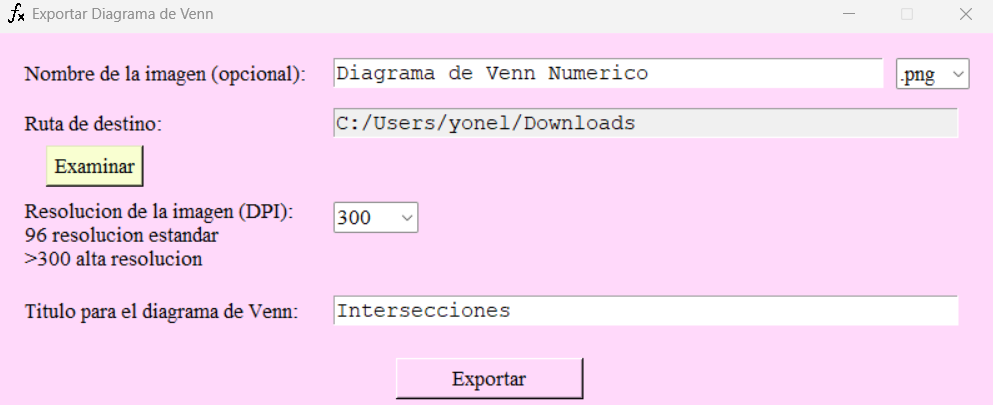 Exportar Diagrama de Venn
Nombre de la imagen (opcional): Diagrama de Venn Numerico .png
Ruta de destino: C:/Users/yonel/Downloads
Examinar
Resolucion de la imagen (DPI): 300
96 resolucion estandar
>300 alta resolucion
Titulo para el diagrama de Venn: Intersecciones
Exportar